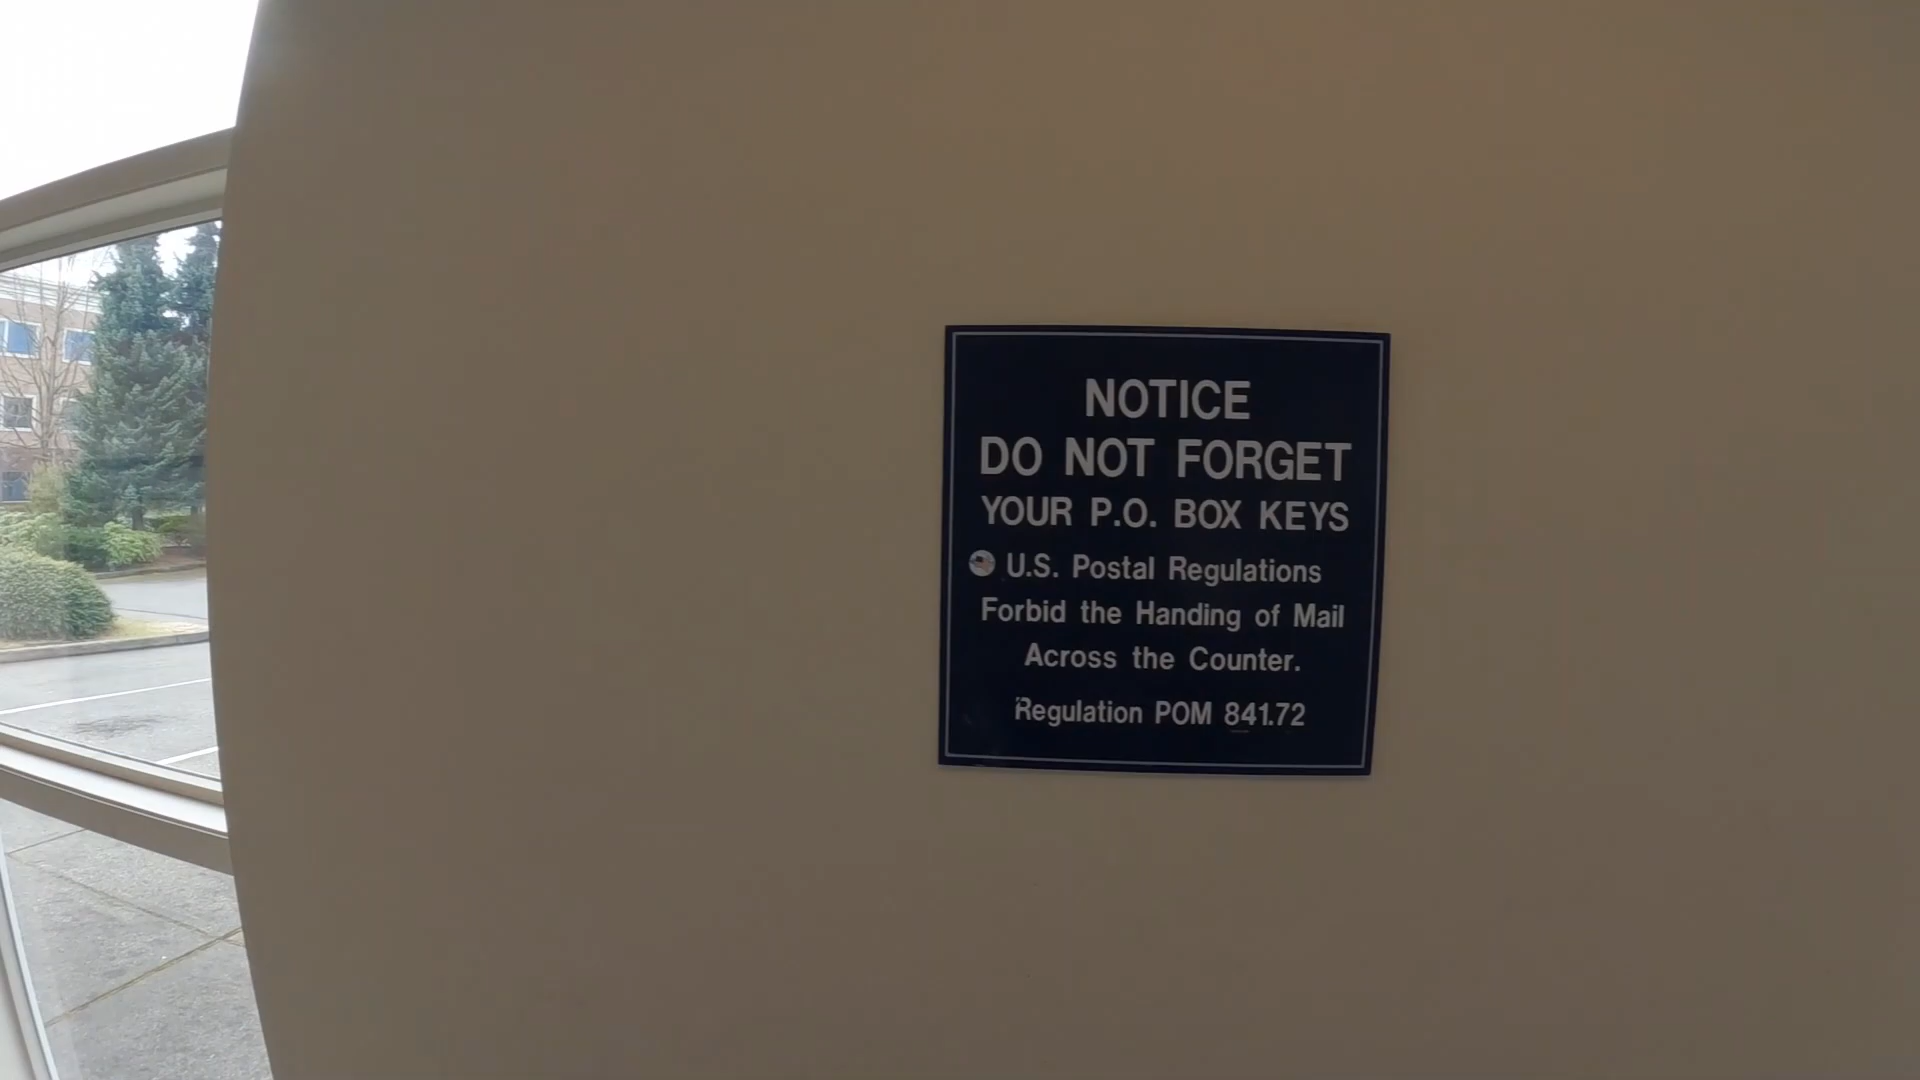 NOTICE
DO NOT FORGET
YOUR P.O. BOX KEYS
U.S. Postal Regulations
Forbid the Handing of Mail
Across the Counter.
Regulation POM 841.72